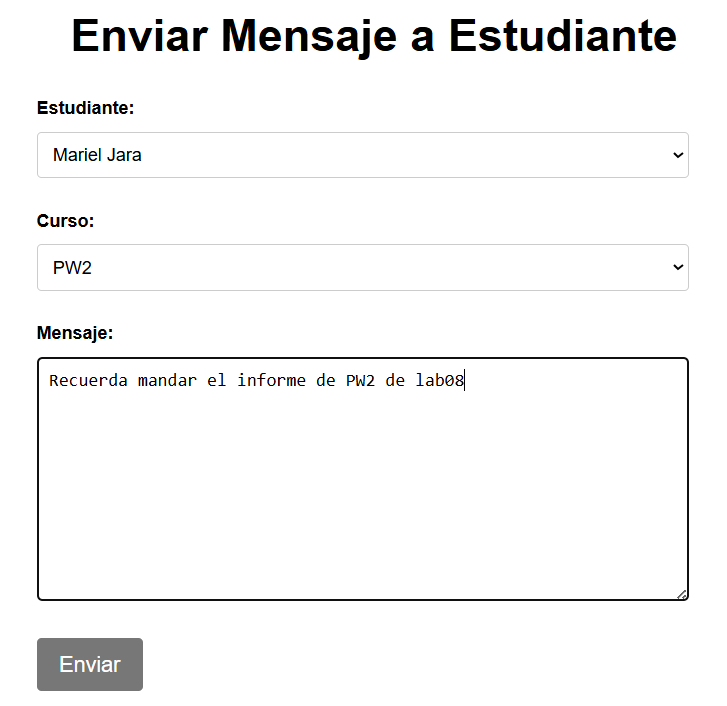 Enviar Mensaje a Estudiante
Estudiante:
Mariel Jara
Curso:
PW2
Mensaje:
Recuerda mandar el informe de PW2 de lab08
Enviar